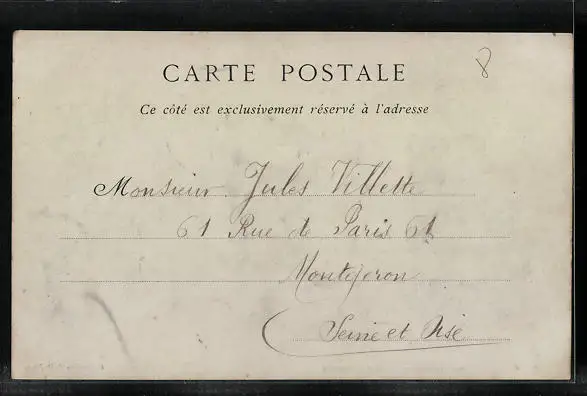 8
CARTE POSTALE
Ce côté est exclusivement réservé à l'adresse
Monsieur Jules Villette
61 Rue de Paris 61
Montgeron
(Seine et Oise